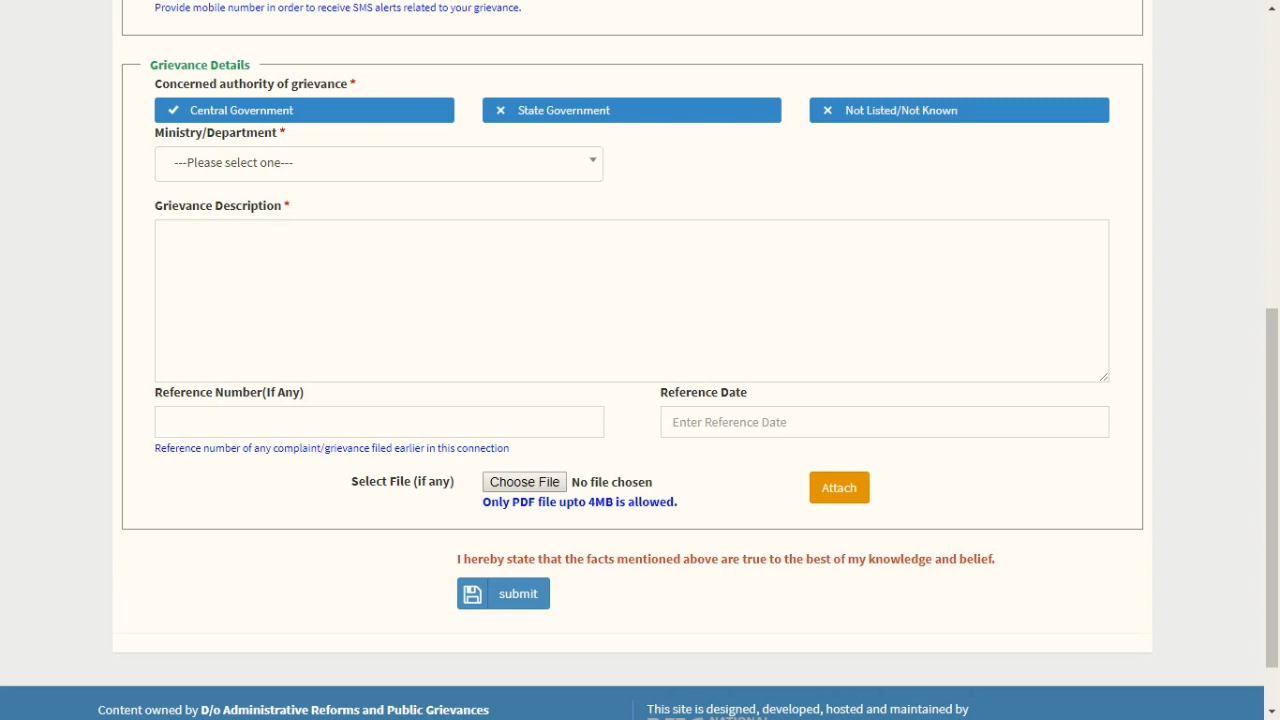 Provide mobile number in order to receive SMS alerts related to your grievance.
Grievance Details
Concerned authority of grievance *
Central Government
State Government
Not Listed/Not Known
Ministry/Department *
---Please select one---
Grievance Description *
Reference Number(If Any)
Reference Date
Enter Reference Date
Reference number of any complaint/grievance filed earlier in this connection
Select File (if any)
Choose File No file chosen
Attach
Only PDF file upto 4MB is allowed.
I hereby state that the facts mentioned above are true to the best of my knowledge and belief.
submit
Content owned by D/o Administrative Reforms and Public Grievances
This site is designed, developed, hosted and maintained by
NATIONAL